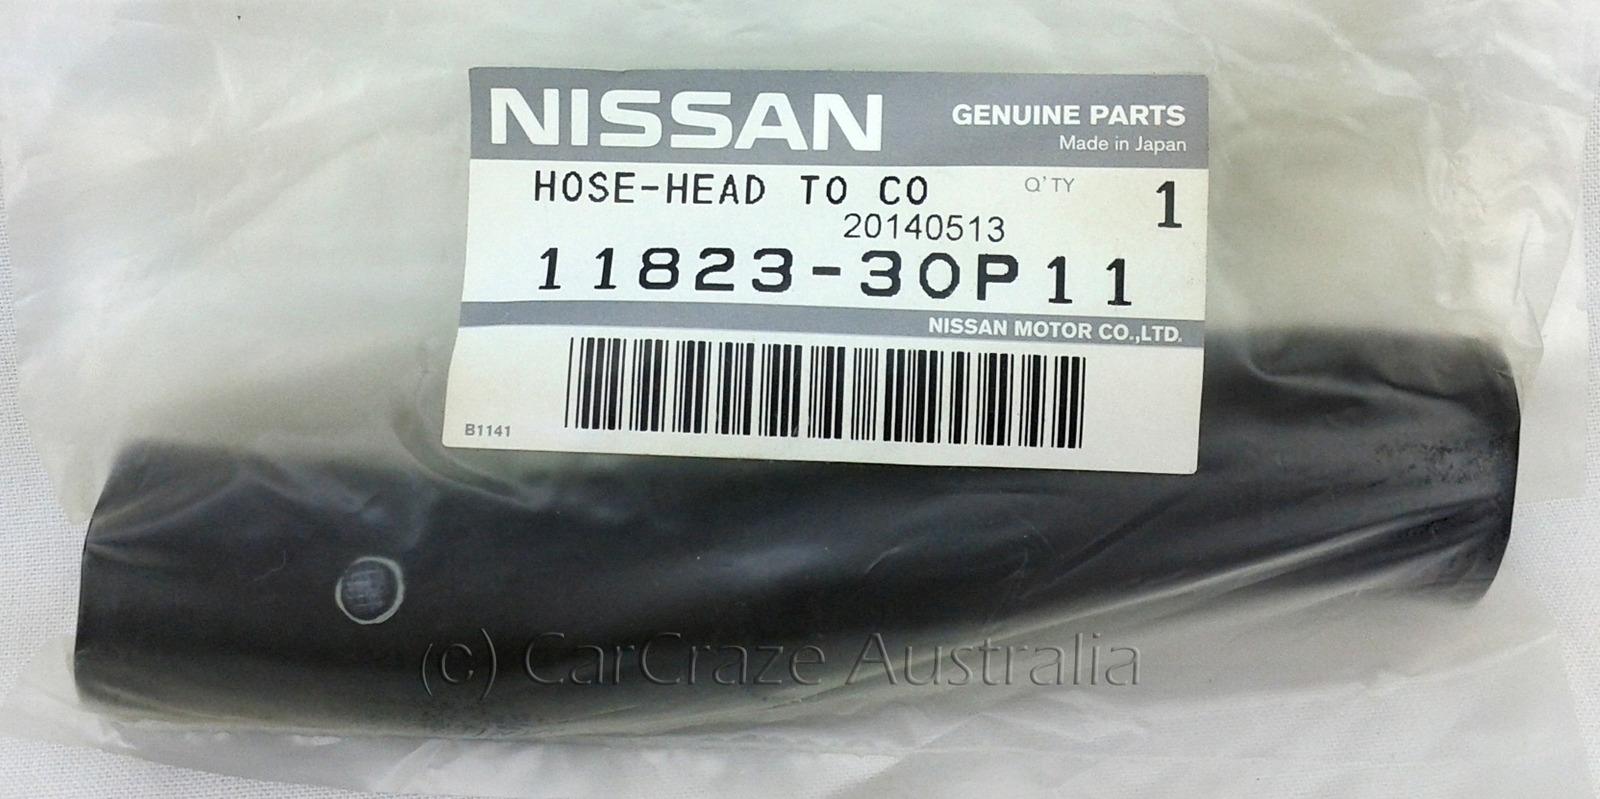 NISSAN
GENUINE PARTS
Made in Japan
HOSE-HEAD TO CO
Q'TY 1
20140513
11823-30P11
NISSAN MOTOR CO.,LTD.
B1141
(c) CarCraze Australia